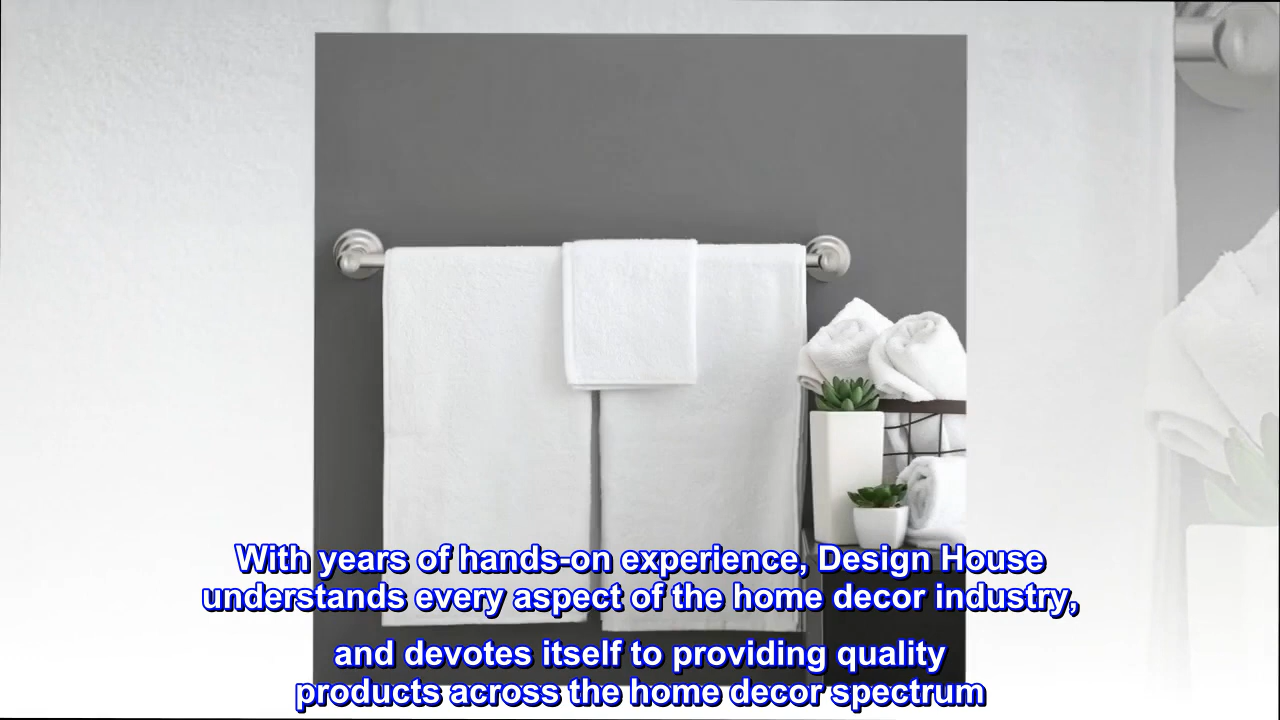 With years of hands-on experience, Design House
understands every aspect of the home decor industry,
and devotes itself to providing quality
products across the home decor spectrum